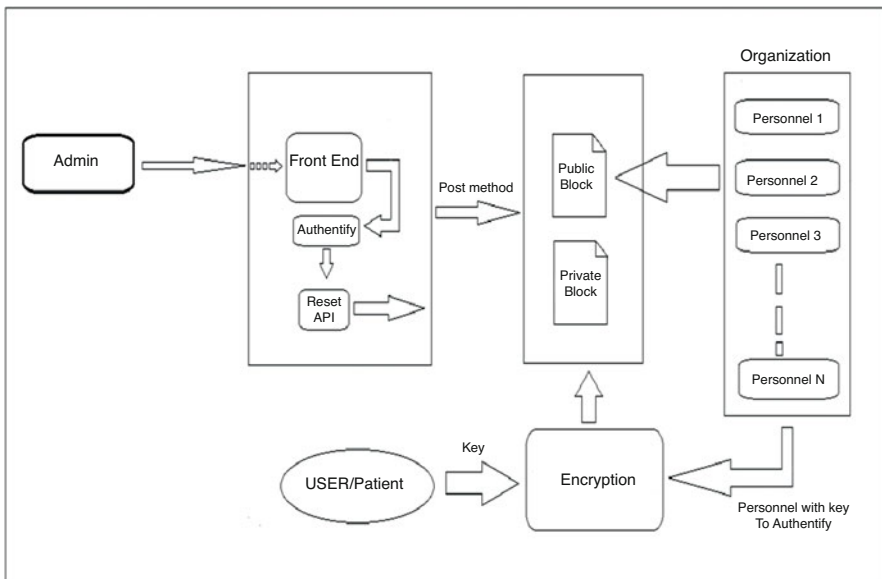 Organization
Admin
Front End
Authentify
Reset
API
Post method
Public
Block
Private
Block
Personnel 1
Personnel 2
Personnel 3
Personnel N
USER/Patient
Key
Encryption
Personnel with key
To Authentify